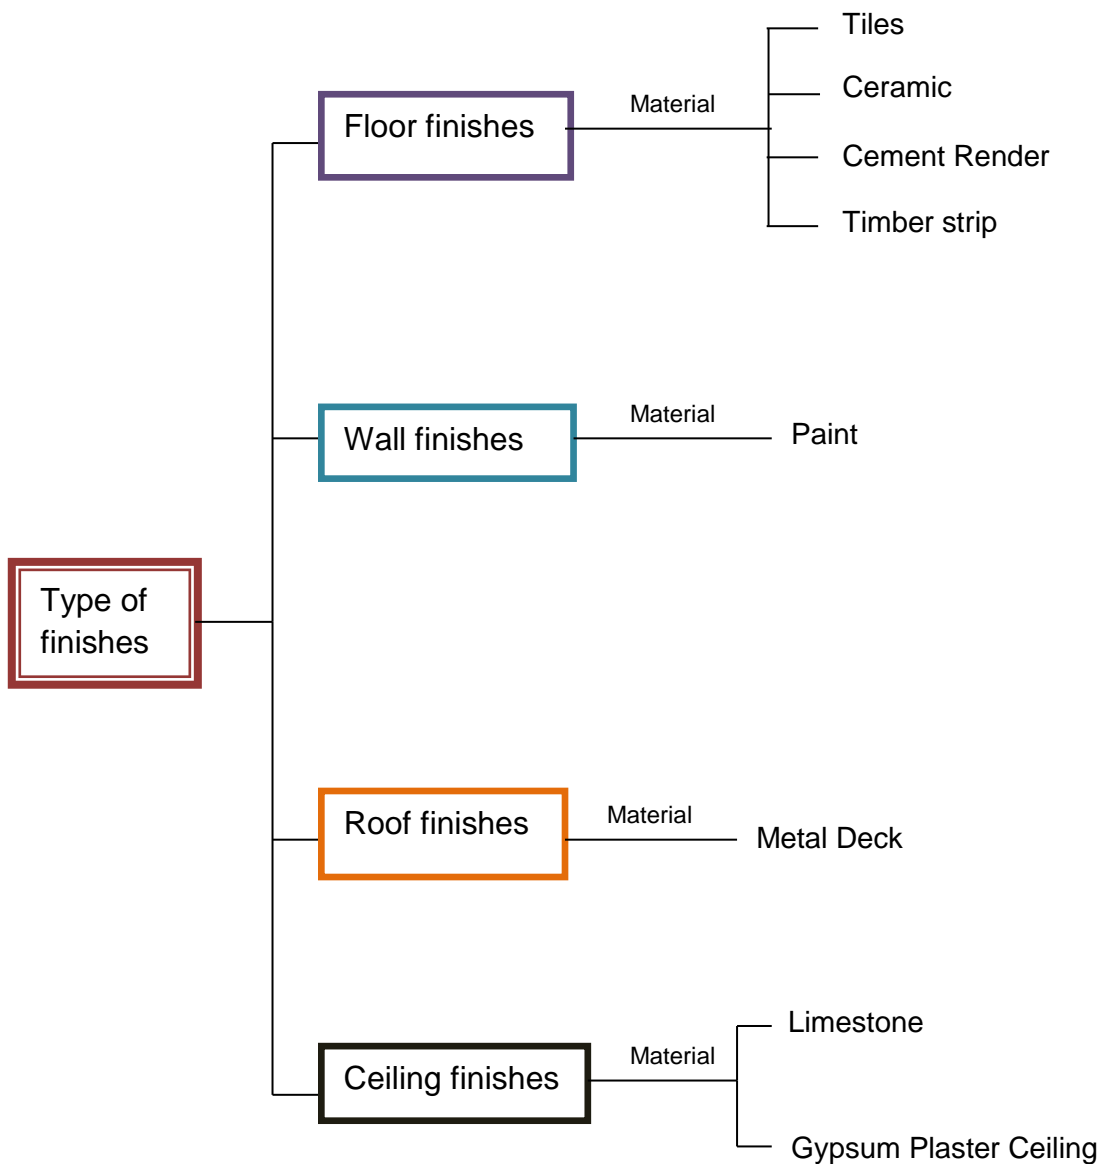 Tiles
Material
Ceramic
Floor finishes
Cement Render
Timber strip
Material
Wall finishes
Paint
Type of
finishes
Material
Roof finishes
Metal Deck
Limestone
Material
Ceiling finishes
Gypsum Plaster Ceiling